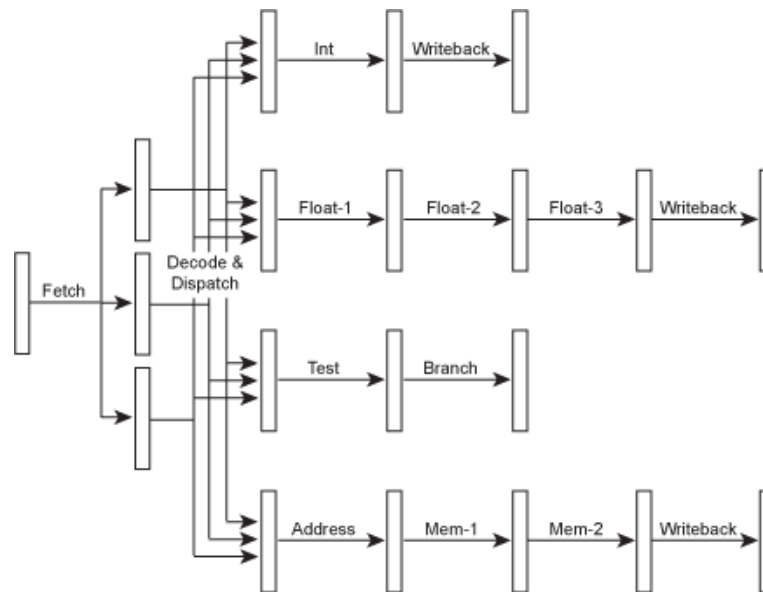 Int Writeback
Float-1 Float-2 Float-3 Writeback
Decode &
Dispatch
Fetch
Test Branch
Address Mem-1 Mem-2 Writeback